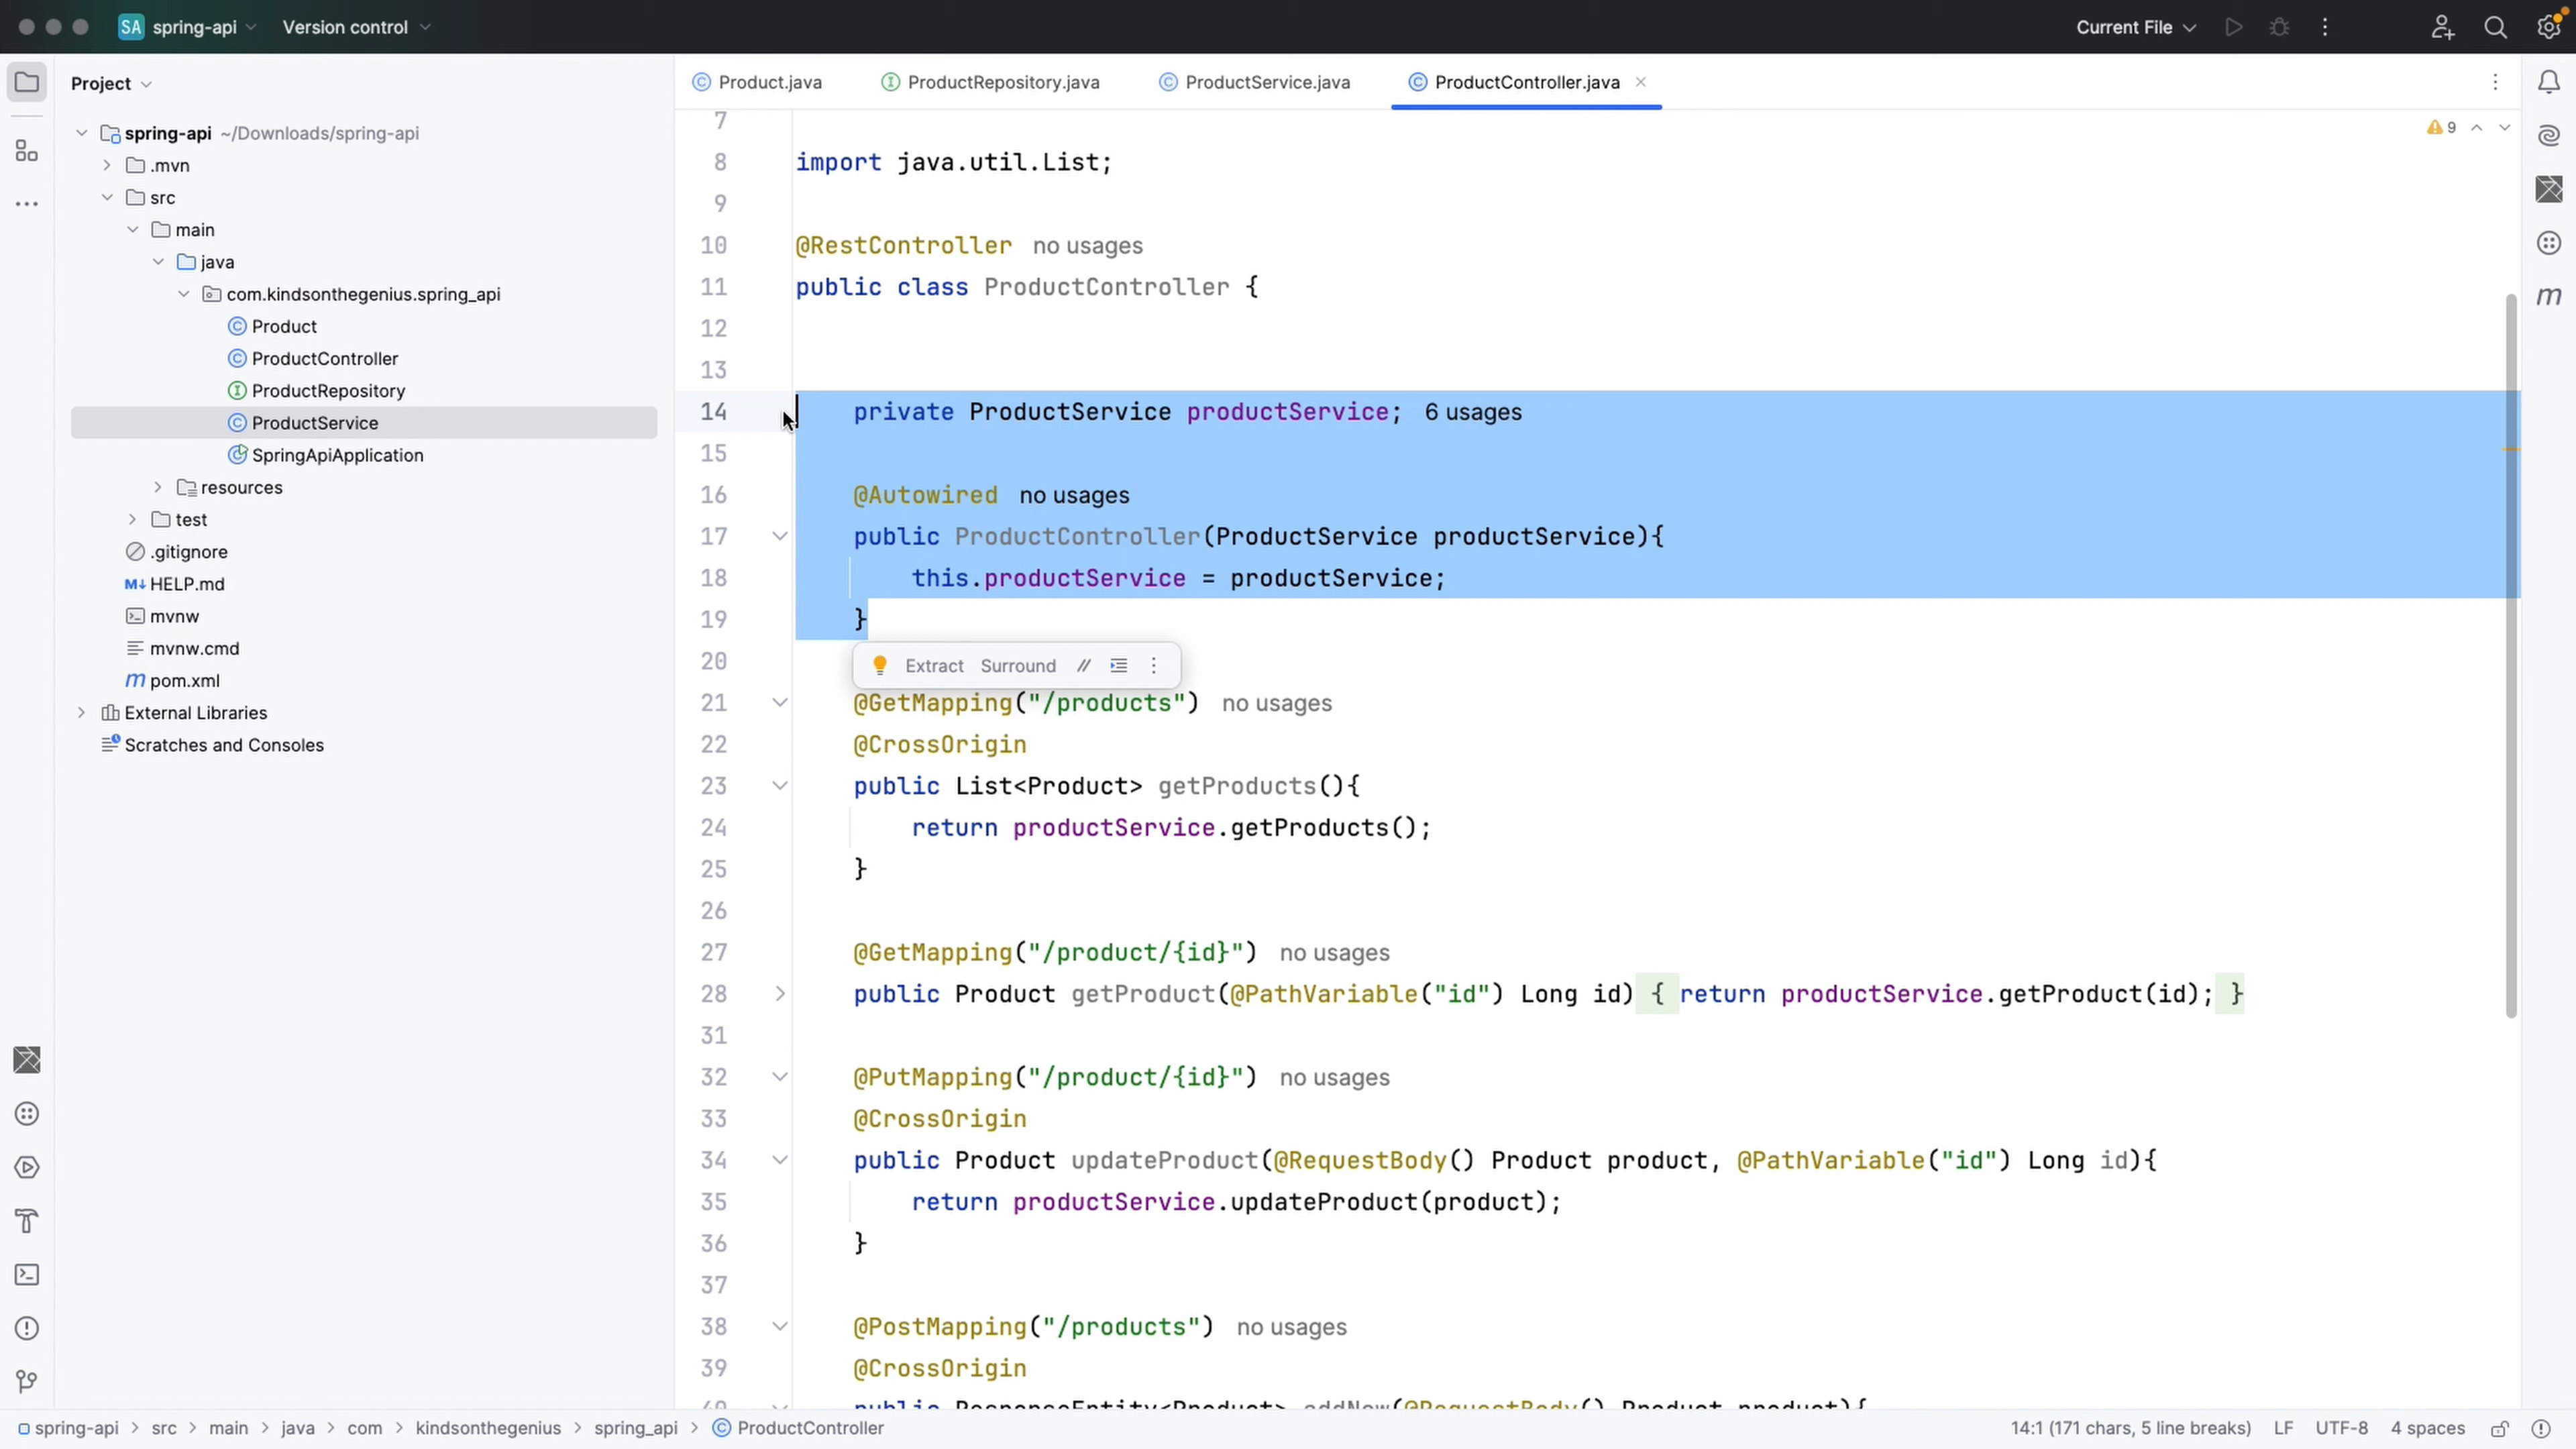 SA spring-api Version control Current File
Project
Product.java ProductRepository.java ProductService.java ProductController.java
spring-api ~/Downloads/spring-api
.mvn
src
main
java
com.kindsonthegenius.spring_api
Product
ProductController
ProductRepository
ProductService
SpringApiApplication
resources
test
.gitignore
M↓ HELP.md
mvnw
mvnw.cmd
m pom.xml
External Libraries
Scratches and Consoles
9
m
7
8 import java.util.List;
9
10 @RestController no usages
11 public class ProductController {
12
13
14 private ProductService productService; 6 usages
15
16 @Autowired no usages
17 public ProductController(ProductService productService){
18 this.productService = productService;
19 }
20
Extract Surround //
21 @GetMapping("/products") no usages
22 @CrossOrigin
23 public List<Product> getProducts(){
24 return productService.getProducts();
25 }
26
27 @GetMapping("/product/{id}") no usages
28 public Product getProduct(@PathVariable("id") Long id) { return productService.getProduct(id); }
31
32 @PutMapping("/product/{id}") no usages
33 @CrossOrigin
34 public Product updateProduct(@RequestBody() Product product, @PathVariable("id") Long id){
35 return productService.updateProduct(product);
36 }
37
38 @PostMapping("/products") no usages
39 @CrossOrigin
40 public ResponseEntity<Product> addNew(@RequestBody() Product product){
spring-api > src > main > java > com > kindsonthegenius > spring_api > ProductController 14:1 (171 chars, 5 line breaks) LF UTF-8 4 spaces